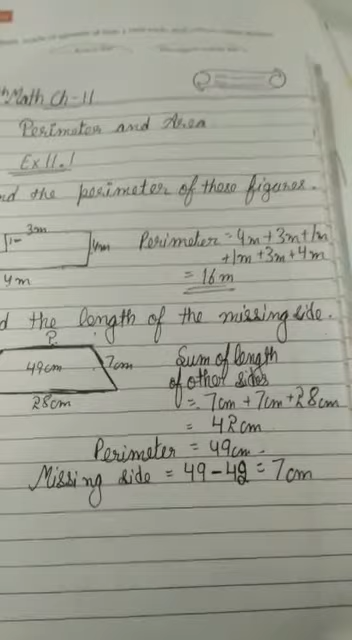 Math Ch-11
Perimeter and Area
Ex 11.1
nd the perimeter of these figures.
3m
1m
4m
4m
Perimeter = 4m + 3m + 1m
+ 1m + 3m + 4m
= 16m
d the length of the missing side.
?
49cm
7cm
28cm
Sum of length
of other sides
= 7cm + 7cm + 28cm
= 42cm
Perimeter = 49cm.
Missing side = 49 - 42 = 7cm